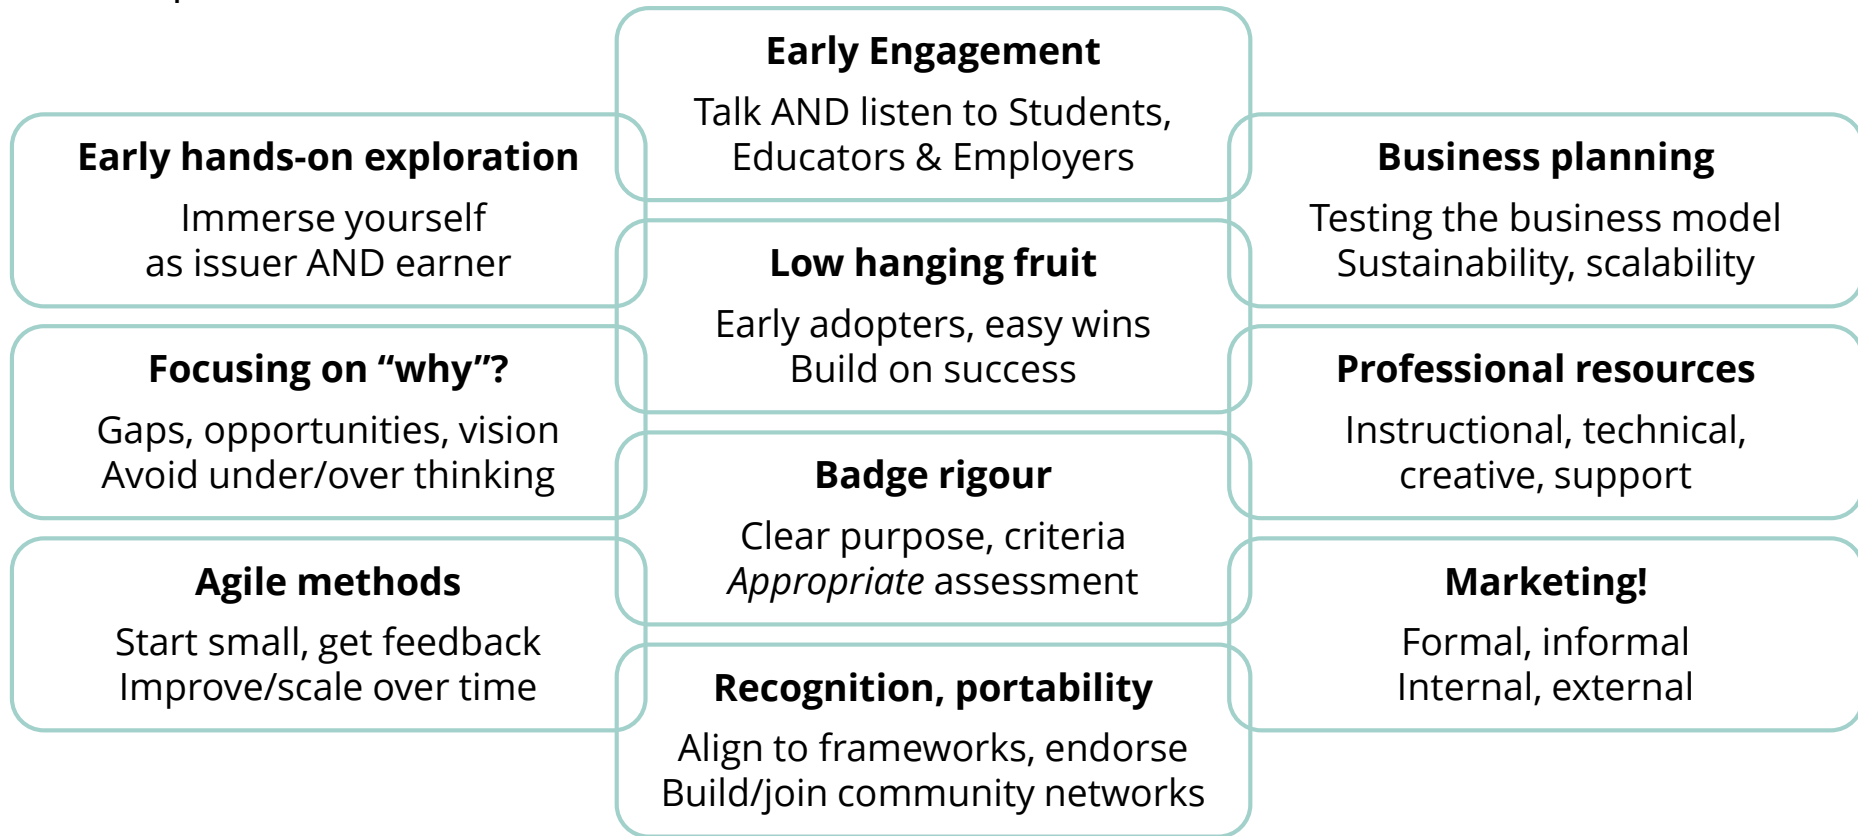 Early Engagement
Talk AND listen to Students,
Educators & Employers
Early hands-on exploration
Immerse yourself
as issuer AND earner
Business planning
Testing the business model
Sustainability, scalability
Low hanging fruit
Early adopters, easy wins
Build on success
Focusing on “why”?
Gaps, opportunities, vision
Avoid under/over thinking
Professional resources
Instructional, technical,
creative, support
Badge rigour
Clear purpose, criteria
Appropriate assessment
Agile methods
Start small, get feedback
Improve/scale over time
Marketing!
Formal, informal
Internal, external
Recognition, portability
Align to frameworks, endorse
Build/join community networks